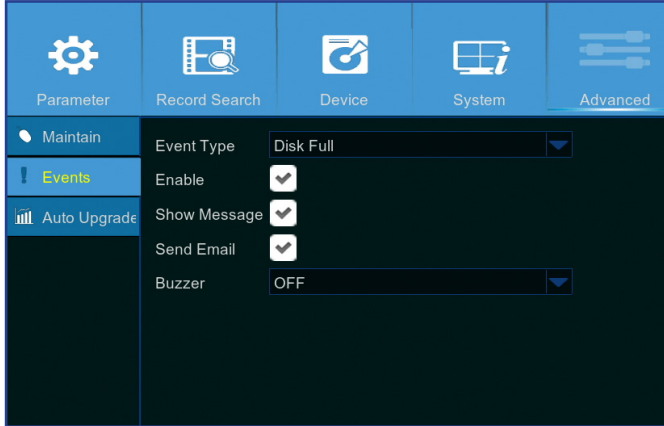 Parameter Record Search Device System Advanced
Maintain
Events
Auto Upgrade
Event Type Disk Full
Enable
Show Message
Send Email
Buzzer OFF